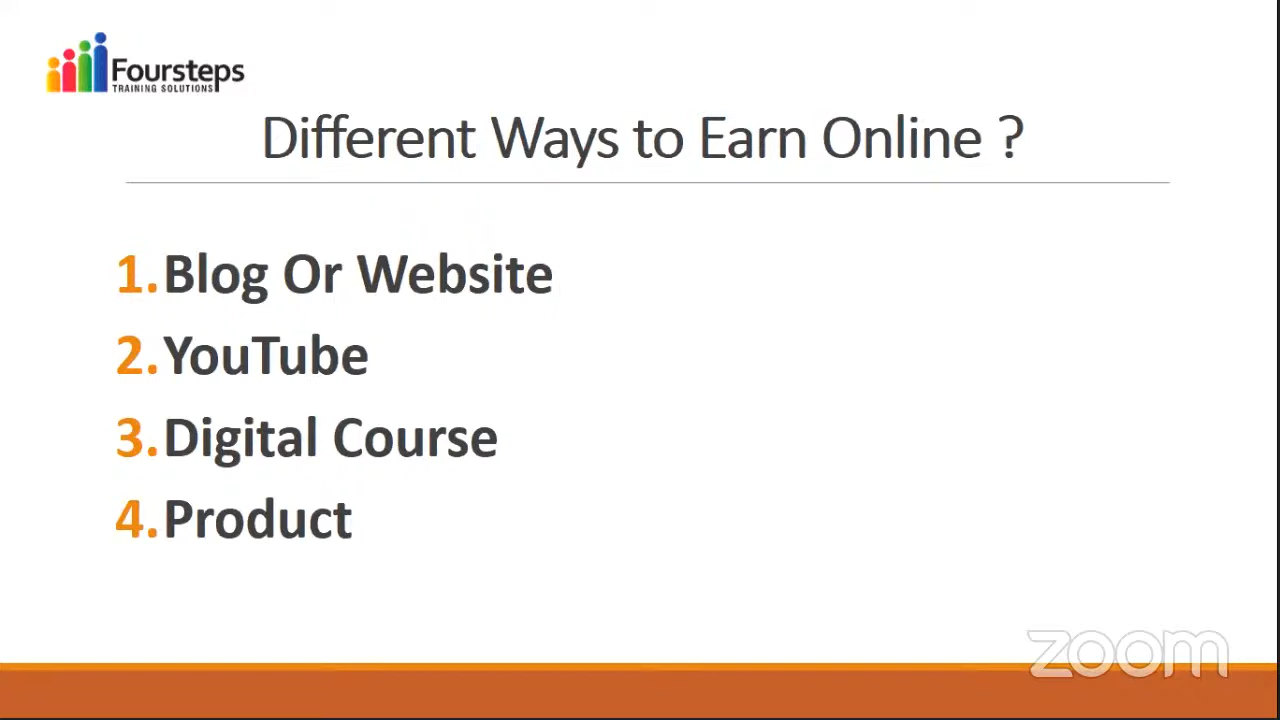 Foursteps
TRAINING SOLUTIONS
Different Ways to Earn Online ?
1. Blog Or Website
2. YouTube
3. Digital Course
4. Product
zoom